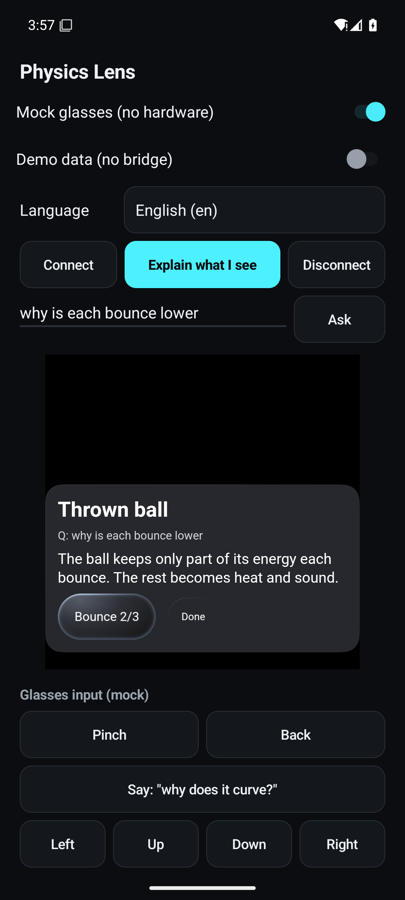 3:57
Physics Lens
Mock glasses (no hardware)
Demo data (no bridge)
Language
English (en)
Connect
Explain what I see
Disconnect
why is each bounce lower
Ask
Thrown ball
Q: why is each bounce lower
The ball keeps only part of its energy each
bounce. The rest becomes heat and sound.
Bounce 2/3
Done
Glasses input (mock)
Pinch
Back
Say: "why does it curve?"
Left
Up
Down
Right